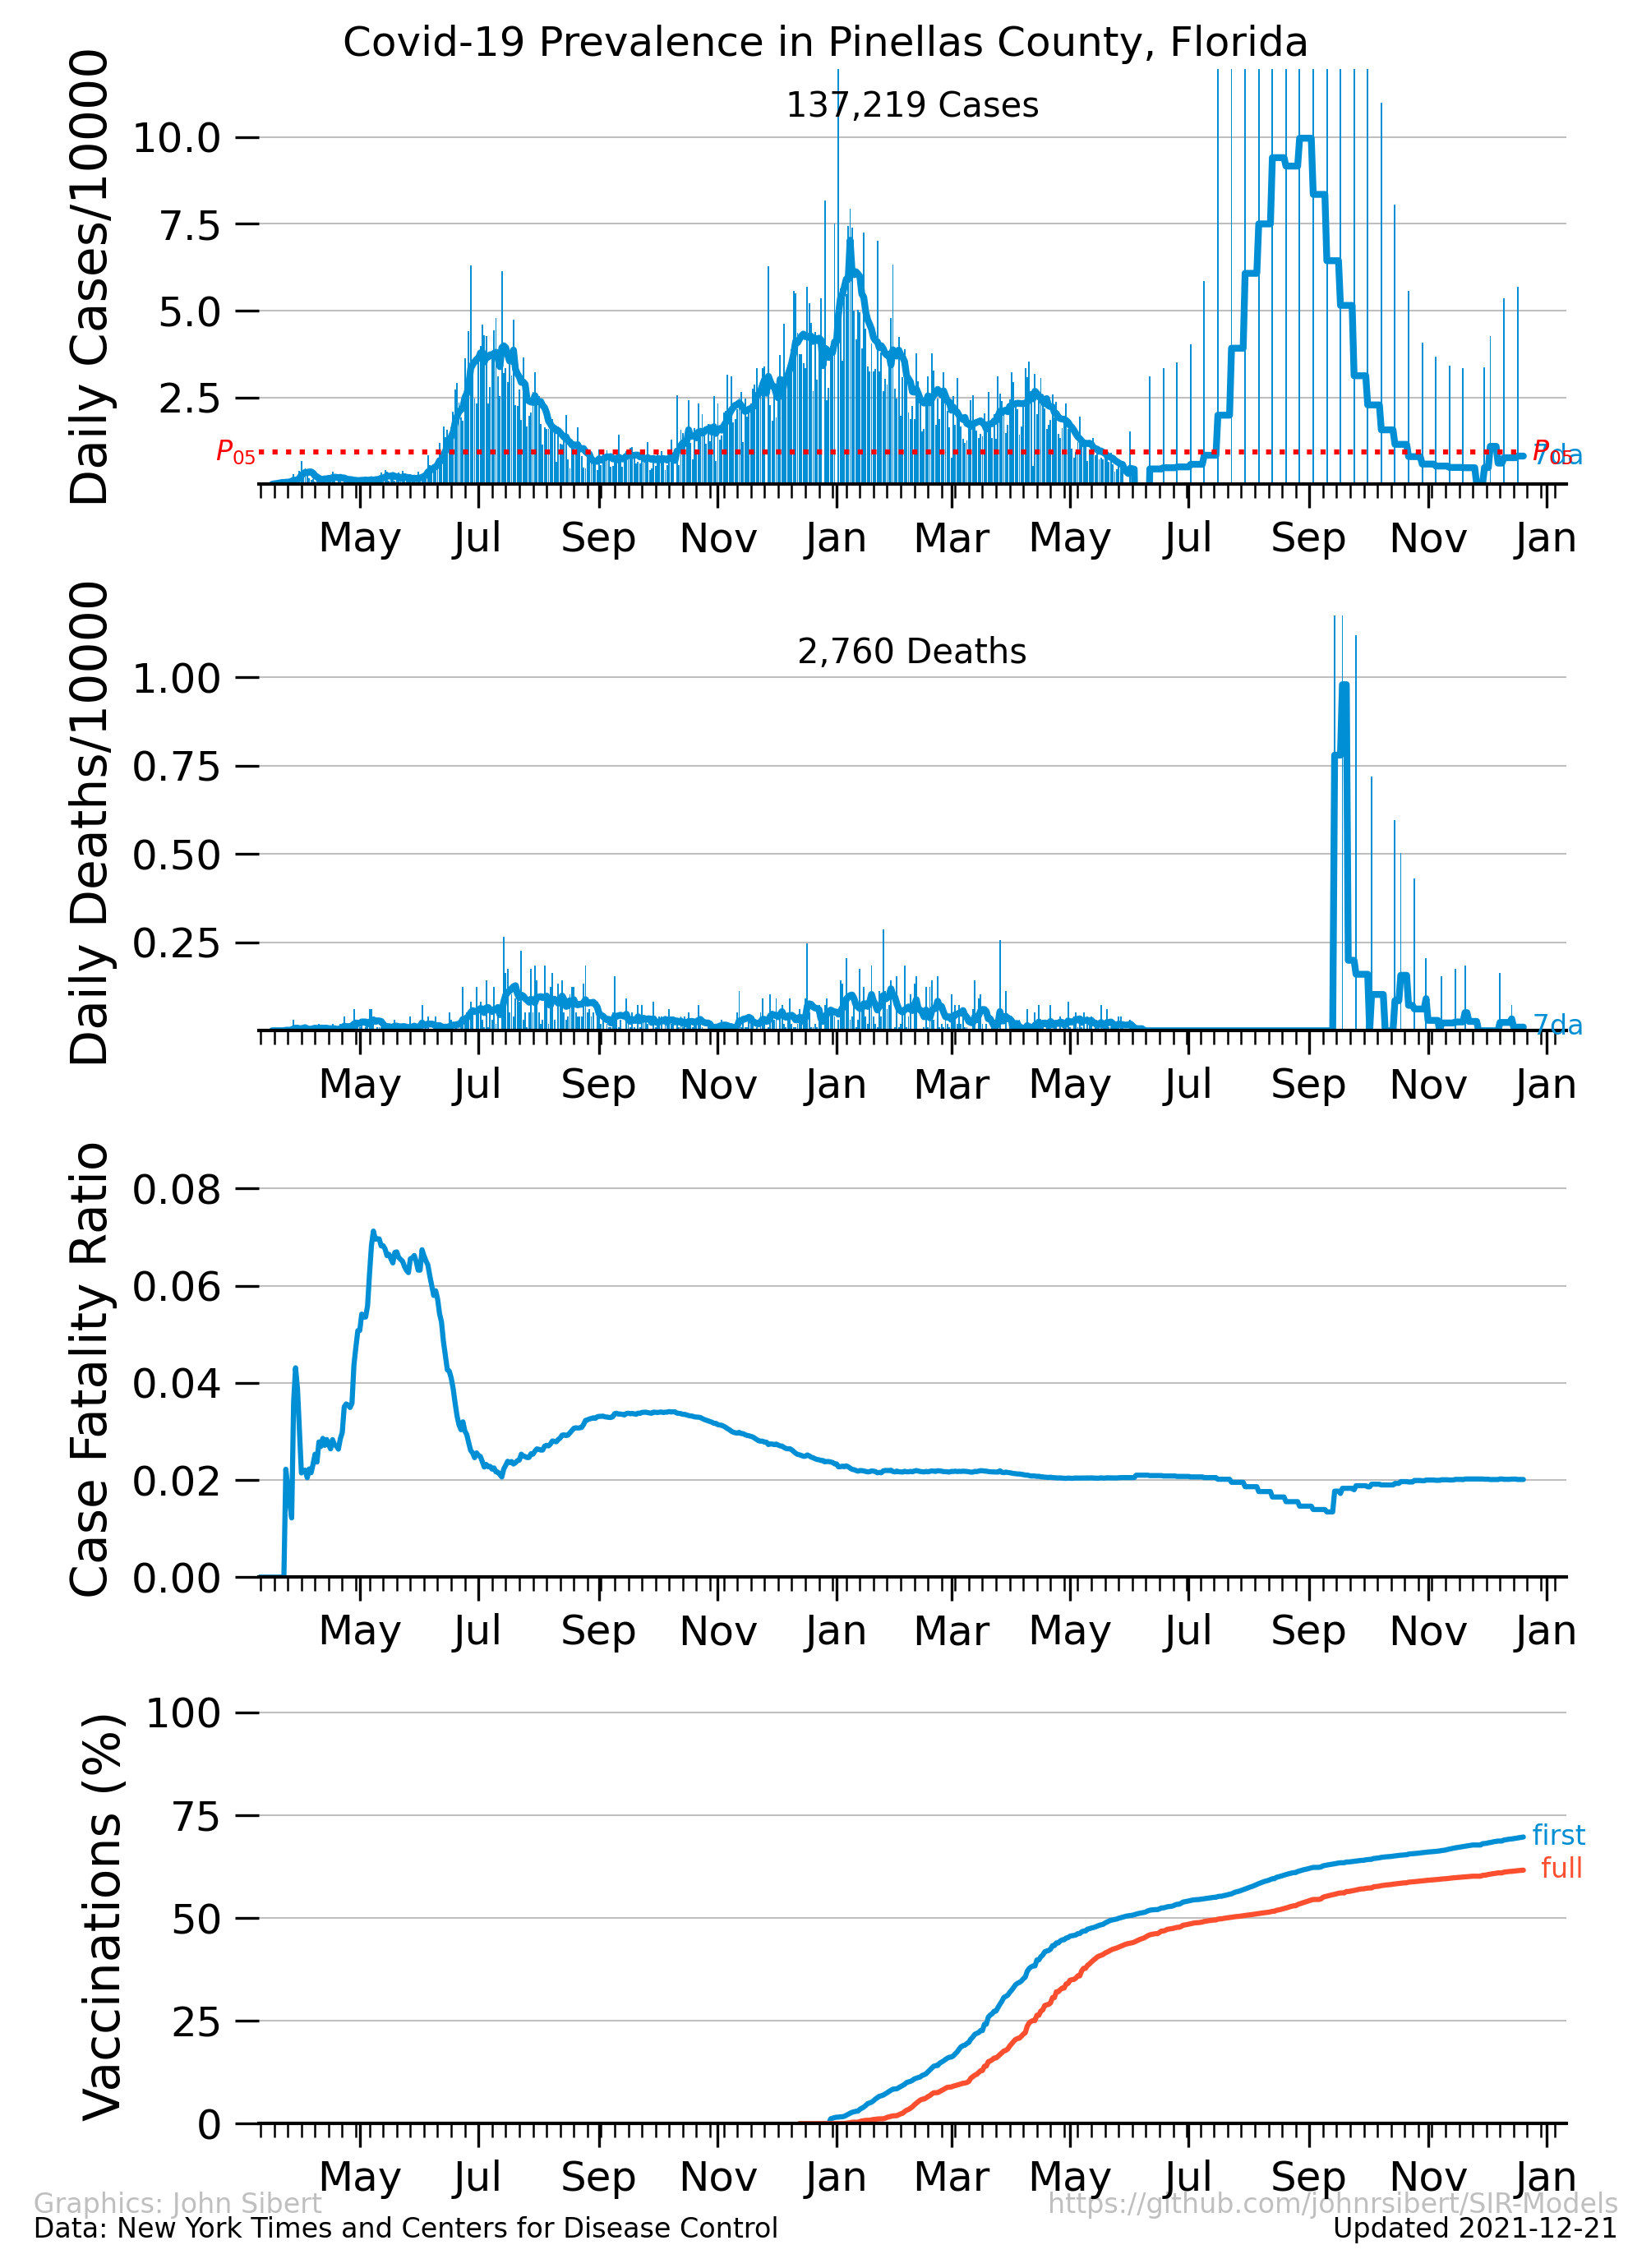 Covid-19 Prevalence in Pinellas County, Florida
137,219 Cases
Daily Cases/10000
10.0
7.5
5.0
2.5
P05
P05
7da
May Jul Sep Nov Jan Mar May Jul Sep Nov Jan
2,760 Deaths
Daily Deaths/10000
1.00
0.75
0.50
0.25
7da
May Jul Sep Nov Jan Mar May Jul Sep Nov Jan
Case Fatality Ratio
0.08
0.06
0.04
0.02
0.00
May Jul Sep Nov Jan Mar May Jul Sep Nov Jan
Vaccinations (%)
100
75
50
25
0
first
full
May Jul Sep Nov Jan Mar May Jul Sep Nov Jan
Graphics: John Sibert
https://github.com/johnrsibert/SIR-Models
Data: New York Times and Centers for Disease Control
Updated 2021-12-21